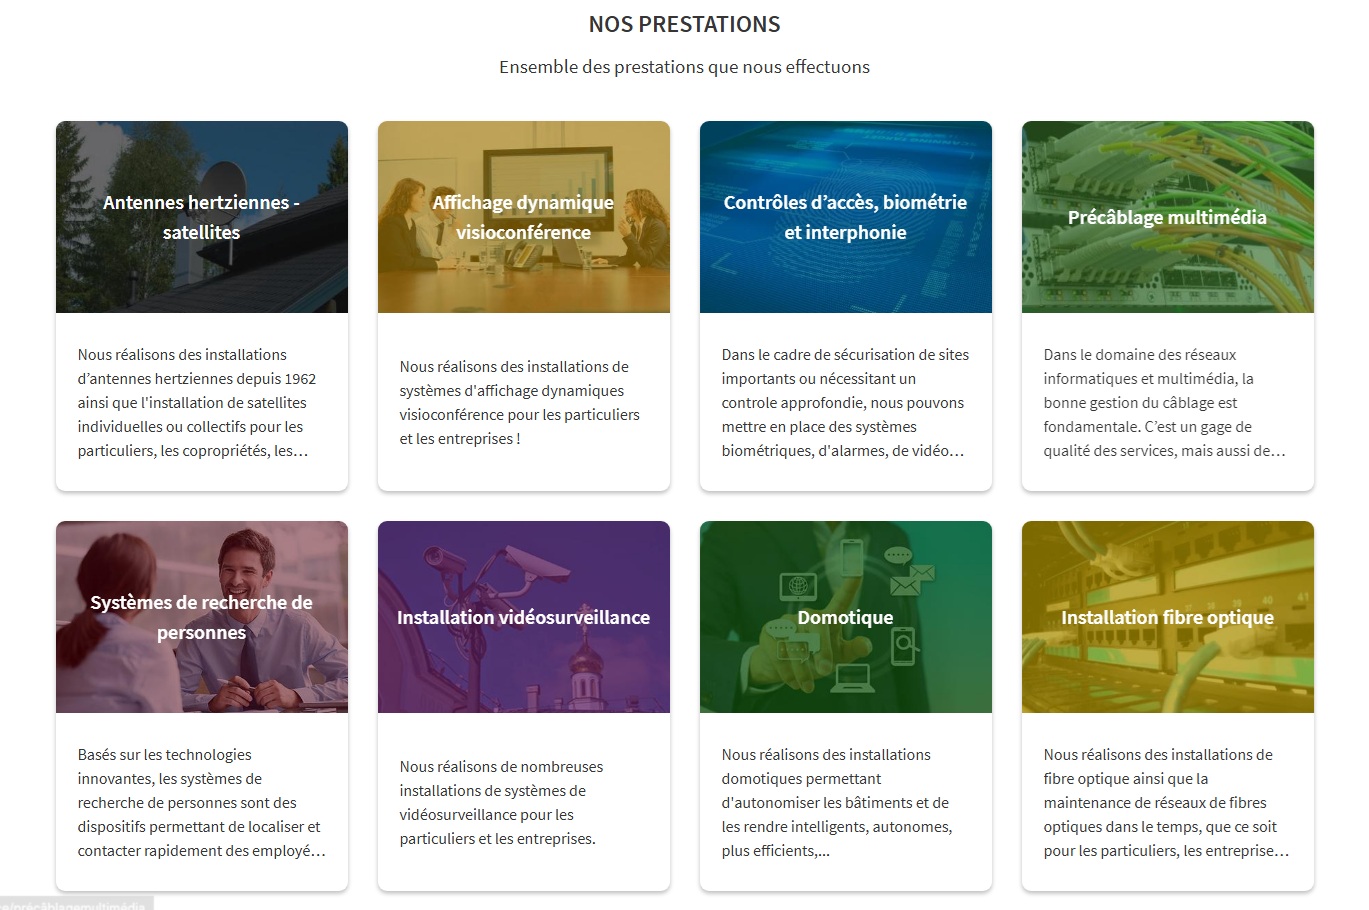 NOS PRESTATIONS
Ensemble des prestations que nous effectuons
Antennes hertziennes -
satellites
Nous réalisons des installations
d’antennes hertziennes depuis 1962
ainsi que l'installation de satellites
individuelles ou collectifs pour les
particuliers, les copropriétés, les…
Affichage dynamique
visioconférence
Nous réalisons des installations de
systèmes d'affichage dynamiques
visioconférence pour les particuliers
et les entreprises !
Contrôles d’accès, biométrie
et interphonie
Dans le cadre de sécurisation de sites
importants ou nécessitant un
controle approfondie, nous pouvons
mettre en place des systèmes
biométriques, d'alarmes, de vidéo…
Précâblage multimédia
Dans le domaine des réseaux
informatiques et multimédia, la
bonne gestion du câblage est
fondamentale. C’est un gage de
qualité des services, mais aussi de…
Systèmes de recherche de
personnes
Basés sur les technologies
innovantes, les systèmes de
recherche de personnes sont des
dispositifs permettant de localiser et
contacter rapidement des employé…
Installation vidéosurveillance
Nous réalisons de nombreuses
installations de systèmes de
vidéosurveillance pour les
particuliers et les entreprises.
Domotique
Nous réalisons des installations
domotiques permettant
d'autonomiser les bâtiments et de
les rendre intelligents, autonomes,
plus efficients,...
Installation fibre optique
Nous réalisons des installations de
fibre optique ainsi que la
maintenance de réseaux de fibres
optiques dans le temps, que ce soit
pour les particuliers, les entreprise…